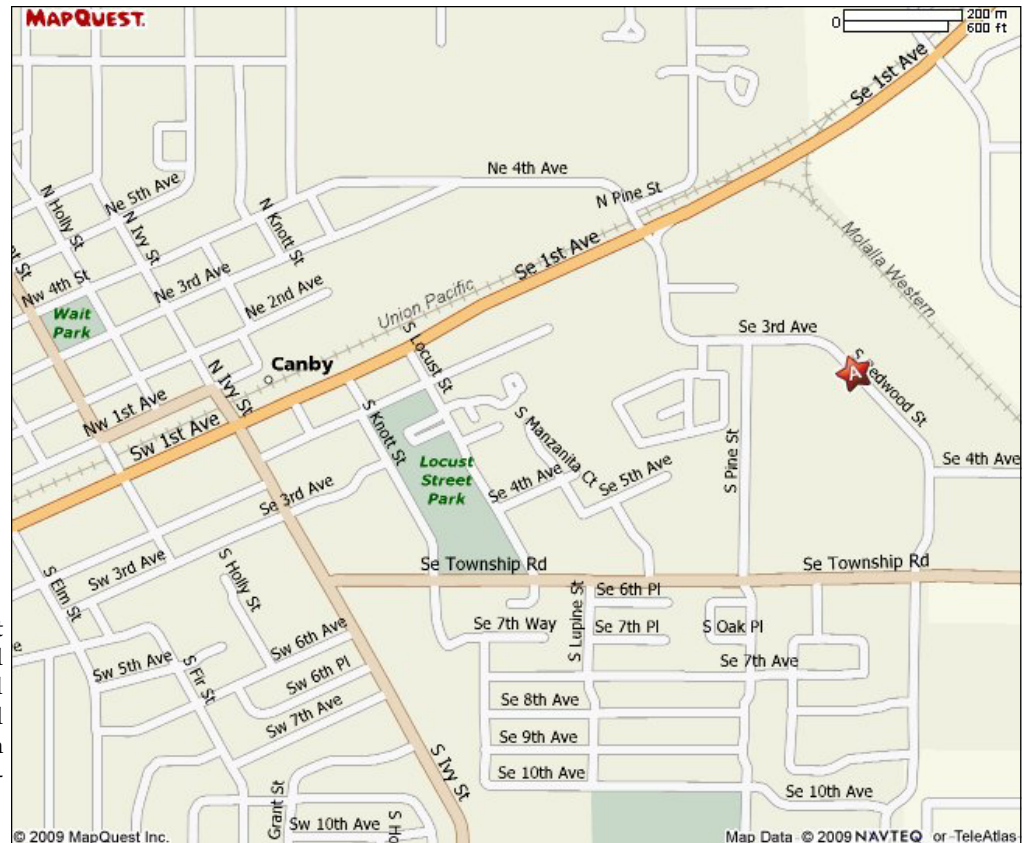 MAPQUEST.
0
200 m
600 ft
Se 1st Ave
Ne 4th Ave
N Pine St
Ne 5th Ave
N Holly St
N Ivy St
N Knott St
Se 1st Ave
Molalla Western
Nw 4th St
Ne 3rd Ave
Ne 2nd Ave
Union Pacific
Wait
Park
Se 3rd Ave
S Locust St
Canby
S Redwood St
A
N Ivy St
Nw 1st Ave
Sw 1st Ave
S Knott St
S Manzanita Ct
Locust
Street
Park
S Pine St
Se 4th Ave
Se 5th Ave
Se 4th Ave
Se 3rd Ave
Se Township Rd
Se Township Rd
Sw 3rd Ave
S Holly St
S Elm St
S Lupine St
Se 6th Pl
Se 7th Way
Se 7th Pl
S Oak Pl
Sw 6th Ave
Sw 5th Ave
S Fir St
Sw 6th Pl
Se 7th Ave
Sw 7th Ave
Se 8th Ave
Se 9th Ave
S Ivy St
Se 10th Ave
Se 10th Ave
Grant St
Sw 10th Ave
© 2009 MapQuest Inc.
Map Data © 2009 NAVTEQ or TeleAtlas